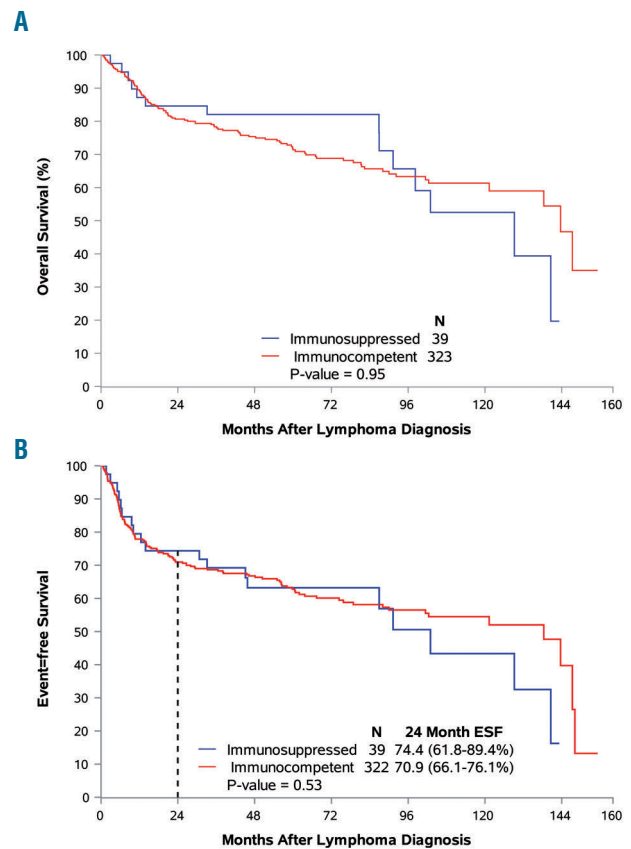 A
100
90
80
70
60
50
40
30
20
10
0
Overall Survival (%)
N
Immunosuppressed 39
Immunocompetent 323
P-value = 0.95
0 24 48 72 96 120 144 160
Months After Lymphoma Diagnosis
B
100
90
80
70
60
50
40
30
20
10
0
Event=free Survival
N 24 Month ESF
Immunosuppressed 39 74.4 (61.8-89.4%)
Immunocompetent 322 70.9 (66.1-76.1%)
P-value = 0.53
0 24 48 72 96 120 144 160
Months After Lymphoma Diagnosis